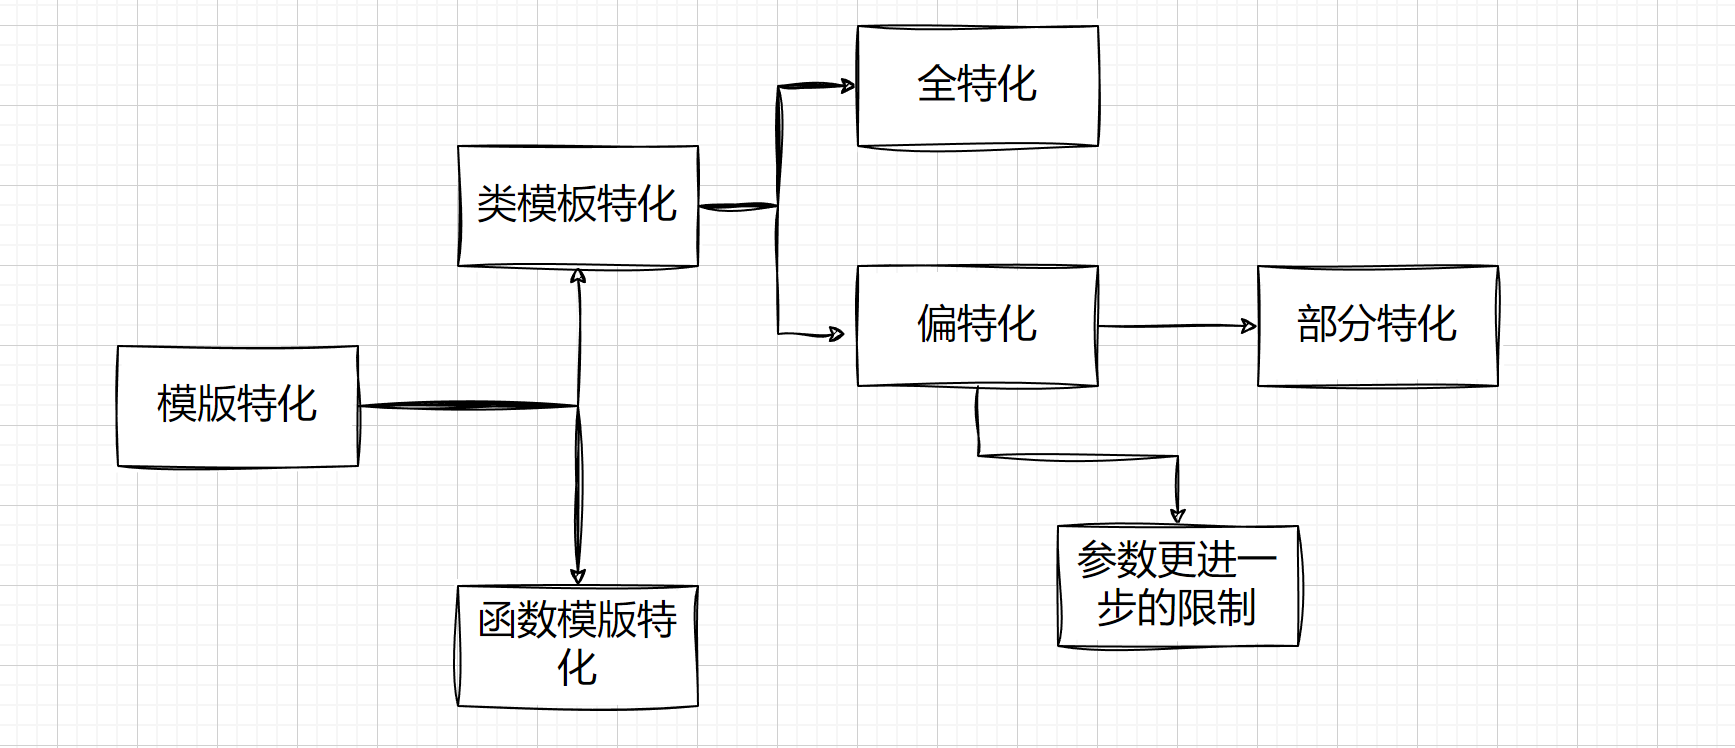 全特化
类模板特化
偏特化
部分特化
模版特化
参数更进一
步的限制
函数模版特
化